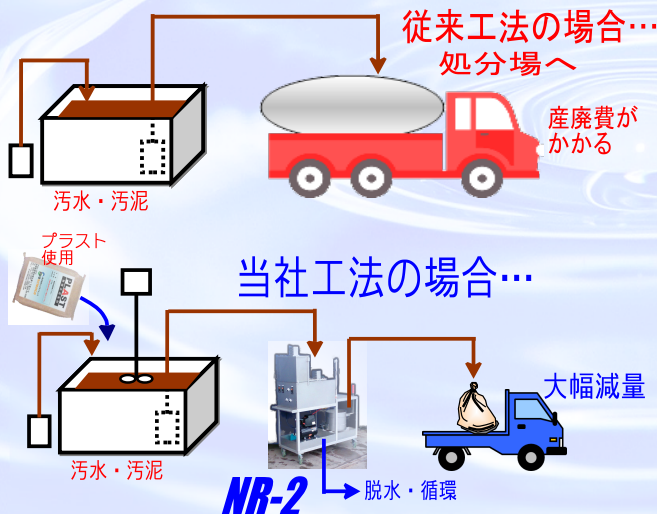 従来工法の場合…
処分場へ
産廃費が
かかる
汚水・汚泥
プラスト
使用
PLAST
当社工法の場合…
大幅減量
汚水・汚泥
NR-2
脱水・循環